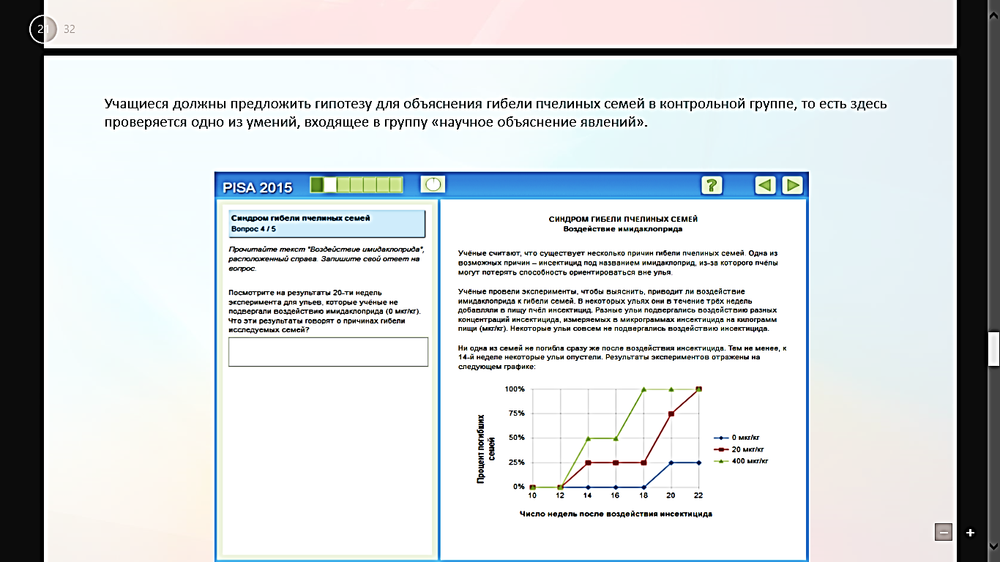 21 32
Учащиеся должны предложить гипотезу для объяснения гибели пчелиных семей в контрольной группе, то есть здесь
проверяется одно из умений, входящее в группу «научное объяснение явлений».
PISA 2015
?
Синдром гибели пчелиных семей
Вопрос 4 / 5
Прочитайте текст "Воздействие имидаклоприда",
расположенный справа. Запишите свой ответ на
вопрос.
Посмотрите на результаты 20-ти недель
эксперимента для ульев, которые учёные не
подвергали воздействию имидаклоприда (0 мкг/кг).
Что эти результаты говорят о причинах гибели
исследуемых семей?
СИНДРОМ ГИБЕЛИ ПЧЕЛИНЫХ СЕМЕЙ
Воздействие имидаклоприда
Учёные считают, что существует несколько причин гибели пчелиных семей. Одна из
возможных причин – инсектицид под названием имидаклоприд, из-за которого пчёлы
могут потерять способность ориентироваться вне улья.
Учёные провели эксперименты, чтобы выяснить, приводит ли воздействие
имидаклоприда к гибели семей. В некоторых ульях они в течение трёх недель
добавляли в пищу пчёл инсектицид. Разные ульи подвергались воздействию разных
концентраций инсектицида, измеряемых в микрограммах инсектицида на килограмм
пищи (мкг/кг). Некоторые ульи совсем не подвергались воздействию инсектицида.
Ни одна из семей не погибла сразу же после воздействия инсектицида. Тем не менее, к
14-й неделе некоторые ульи опустели. Результаты экспериментов отражены на
следующем графике:
Процент погибших
семей
100%
75%
50%
25%
0%
10 12 14 16 18 20 22
Число недель после воздействия инсектицида
0 мкг/кг
20 мкг/кг
400 мкг/кг